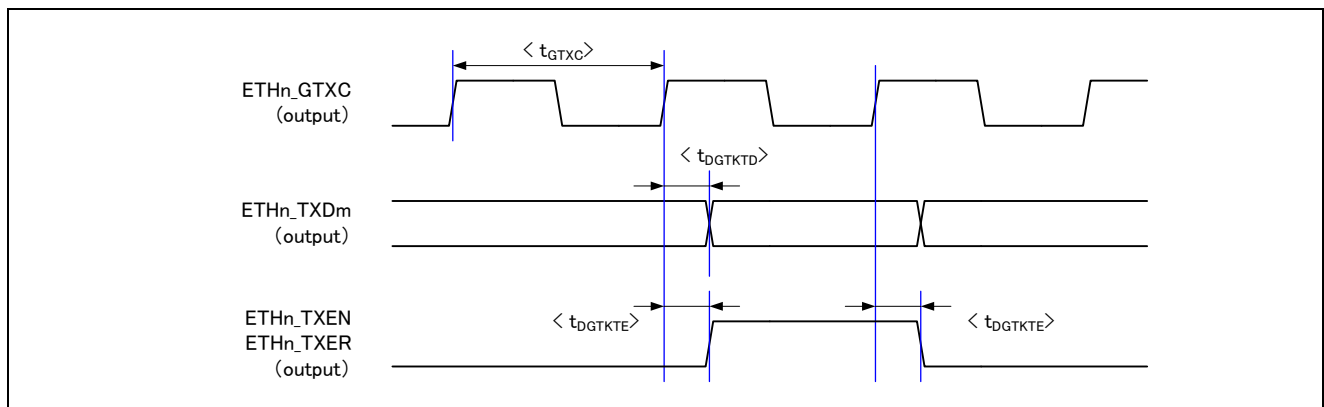 < tGTXC>
ETHn_GTXC
(output)
< tDGTKTD>
ETHn_TXDm
(output)
ETHn_TXEN
ETHn_TXER
(output)
< tDGTKTE>
< tDGTKTE>